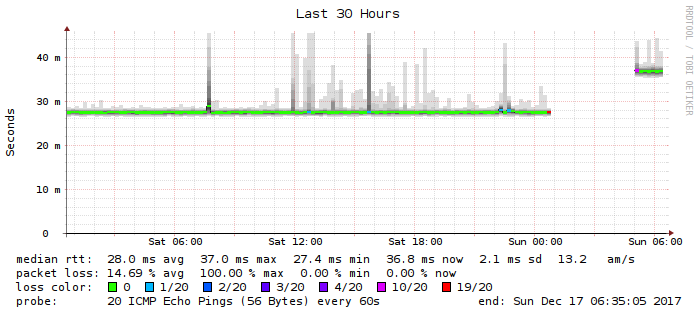 Last 30 Hours
RRDTOOL / TOBI OETIKER
Seconds
40 m
30 m
20 m
10 m
0
Sat 06:00 Sat 12:00 Sat 18:00 Sun 00:00 Sun 06:00
median rtt: 28.0 ms avg 37.0 ms max 27.4 ms min 36.8 ms now 2.1 ms sd 13.2 am/s
packet loss: 14.69 % avg 100.00 % max 0.00 % min 0.00 % now
loss color: 0 1/20 2/20 3/20 4/20 10/20 19/20
probe: 20 ICMP Echo Pings (56 Bytes) every 60s end: Sun Dec 17 06:35:05 2017